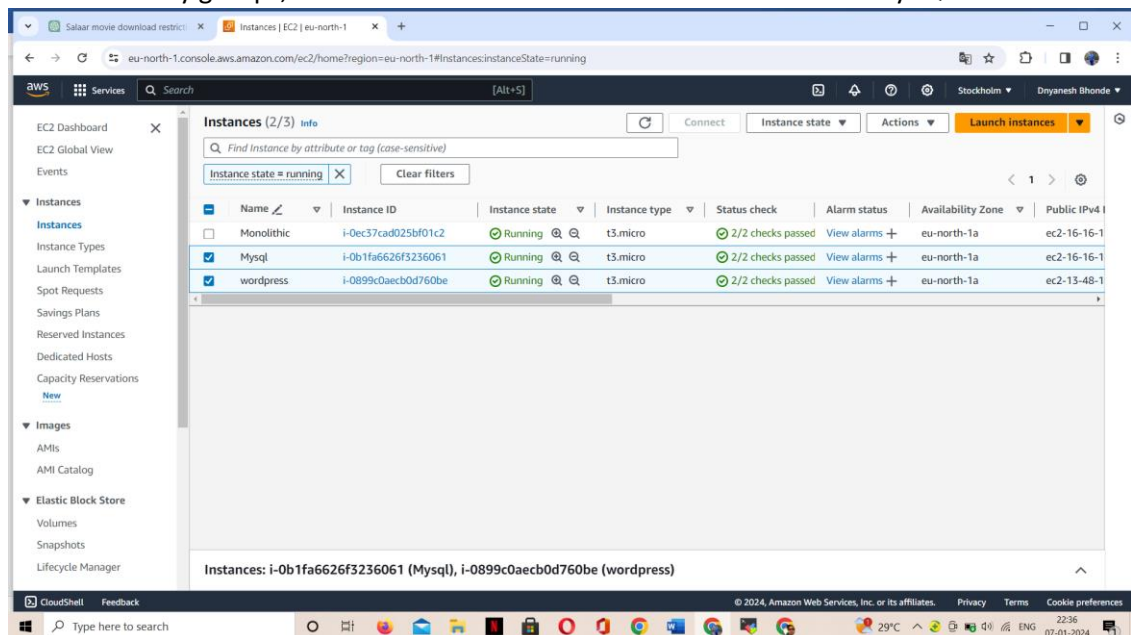 Salaar movie download restricti
Instances | EC2 | eu-north-1
eu-north-1.console.aws.amazon.com/ec2/home?region=eu-north-1#Instances:instanceState=running
aws Services Search [Alt+S] Stockholm Dnyanesh Bhonde
EC2 Dashboard
EC2 Global View
Events
Instances
Instances
Instance Types
Launch Templates
Spot Requests
Savings Plans
Reserved Instances
Dedicated Hosts
Capacity Reservations
New
Images
AMIs
AMI Catalog
Elastic Block Store
Volumes
Snapshots
Lifecycle Manager
Instances (2/3) Info Connect Instance state Actions Launch instances
Find Instance by attribute or tag (case-sensitive)
Instance state = running Clear filters
1
Name Instance ID Instance state Instance type Status check Alarm status Availability Zone Public IPv4
Monolithic i-0ec37cad025bf01c2 Running t3.micro 2/2 checks passed View alarms + eu-north-1a ec2-16-16-1
Mysql i-0b1fa6626f3236061 Running t3.micro 2/2 checks passed View alarms + eu-north-1a ec2-16-16-1
wordpress i-0899c0aecb0d760be Running t3.micro 2/2 checks passed View alarms + eu-north-1a ec2-13-48-1
Instances: i-0b1fa6626f3236061 (Mysql), i-0899c0aecb0d760be (wordpress)
CloudShell Feedback © 2024, Amazon Web Services, Inc. or its affiliates. Privacy Terms Cookie preferences
Type here to search 29°C ENG 22:36
07-01-2024